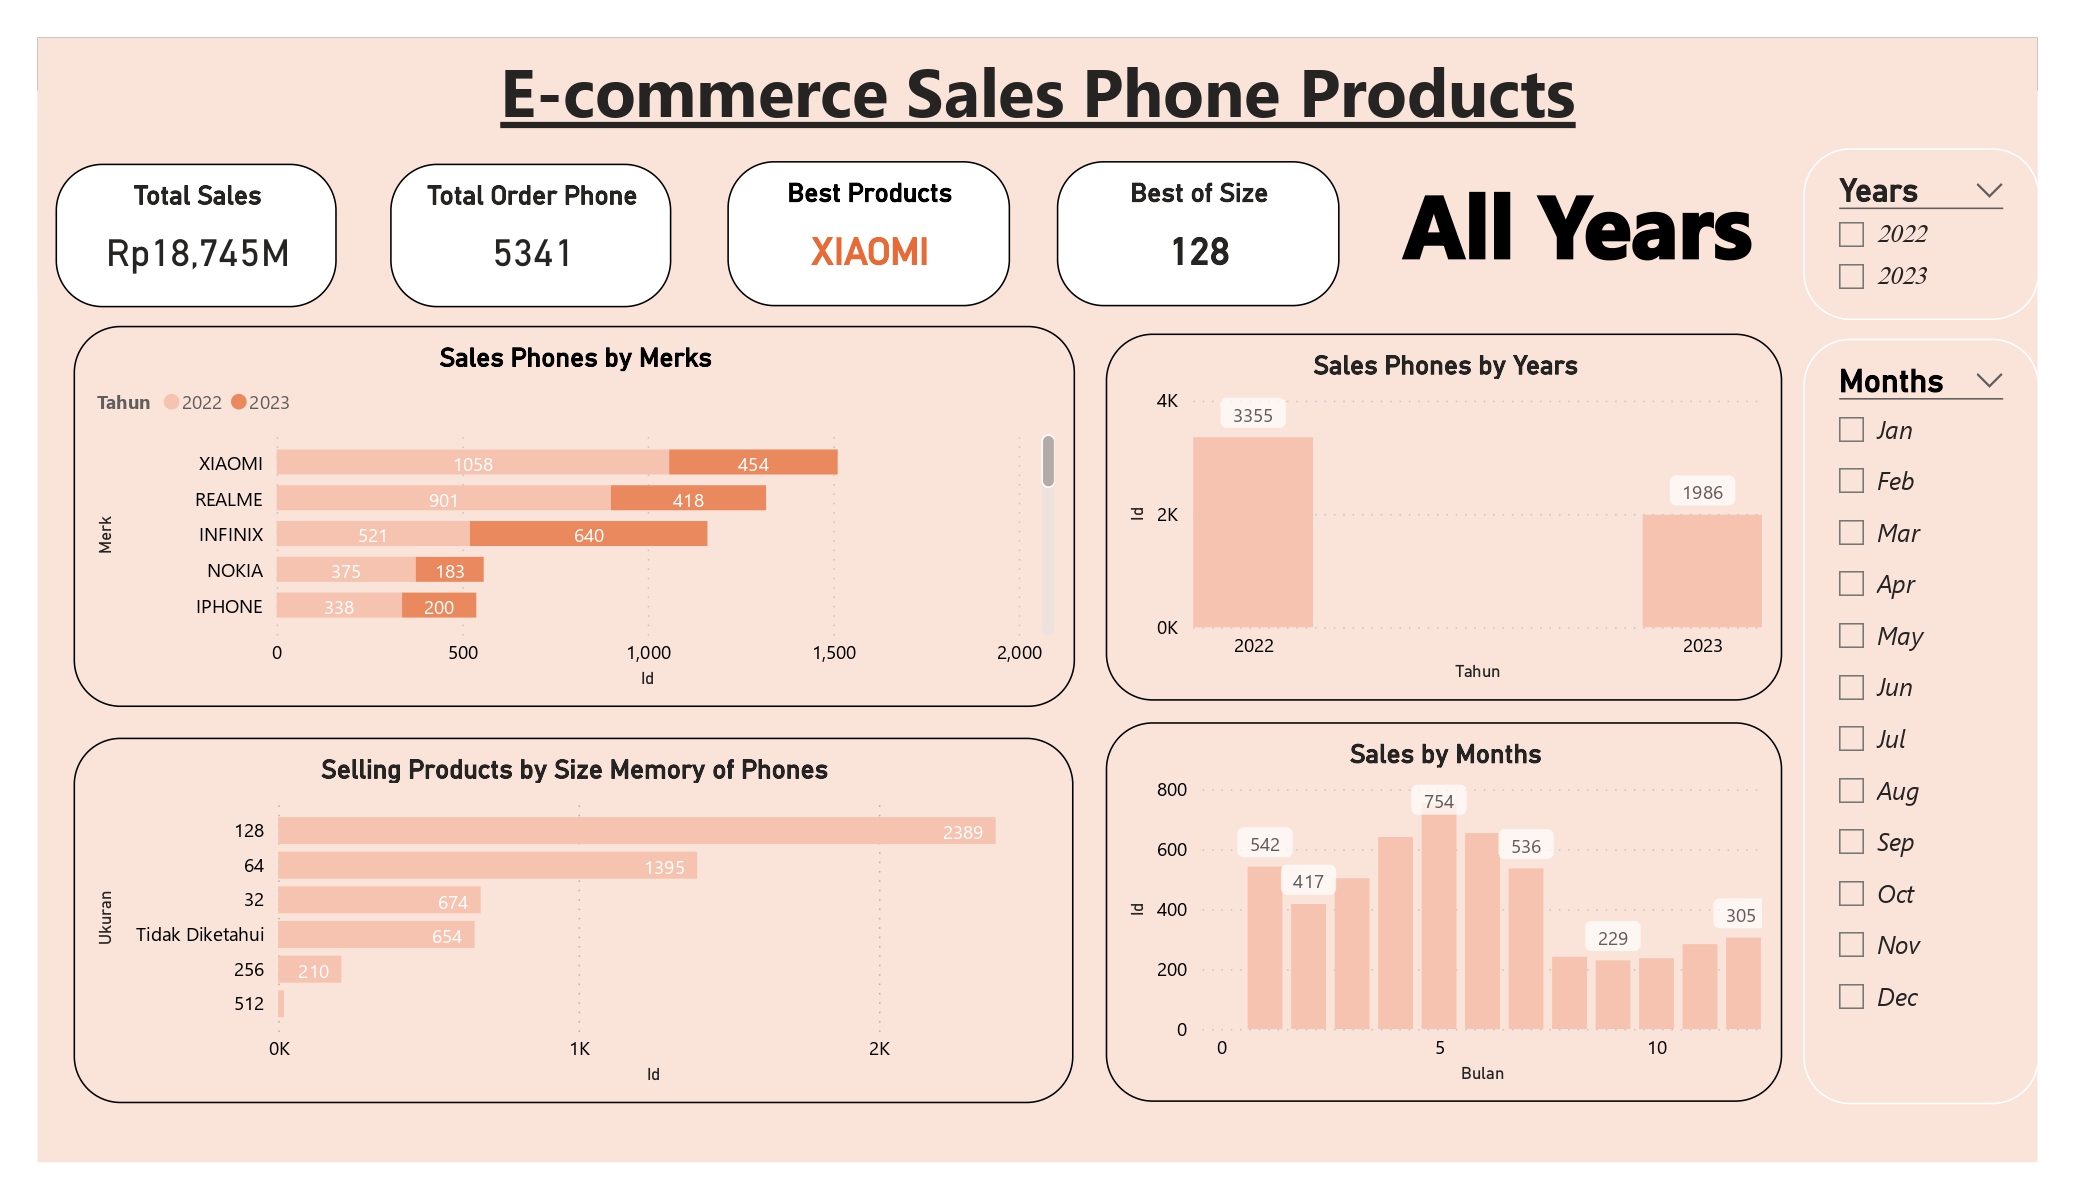 E-commerce Sales Phone Products
Total Sales
Rp18,745M
Total Order Phone
5341
Best Products
XIAOMI
Best of Size
128
All Years
Years
2022
2023
Sales Phones by Merks
Tahun 2022 2023
Merk
XIAOMI 1058 454
REALME 901 418
INFINIX 521 640
NOKIA 375 183
IPHONE 338 200
0 500 1,000 1,500 2,000
Id
Sales Phones by Years
4K
3355
1986
Id
2K
0K
2022 2023
Tahun
Months
Jan
Feb
Mar
Apr
May
Jun
Jul
Aug
Sep
Oct
Nov
Dec
Selling Products by Size Memory of Phones
Ukuran
128 2389
64 1395
32 674
Tidak Diketahui 654
256 210
512
0K 1K 2K
Id
Sales by Months
800
600
400
200
0
Id
542 417 754 536 229 305
0 5 10
Bulan